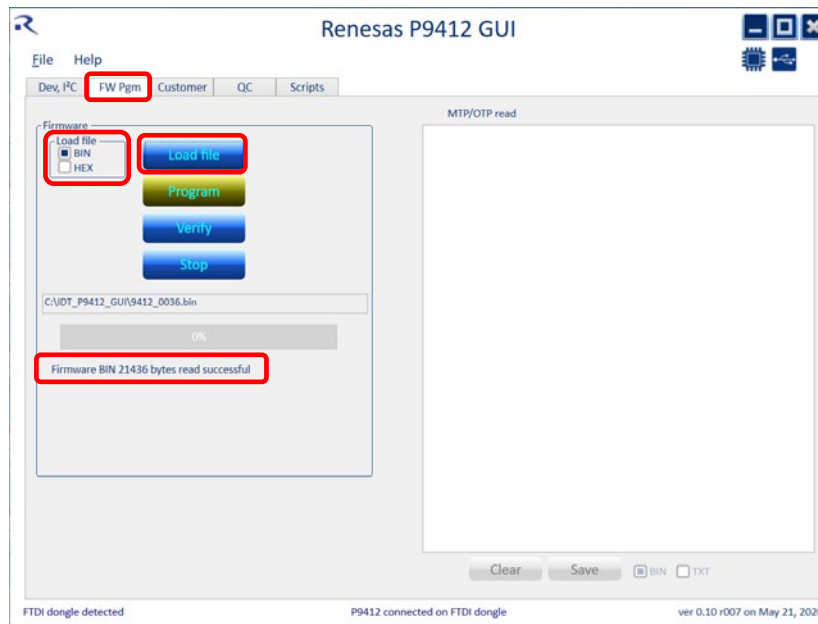 Renesas P9412 GUI
File Help
Dev, I²C FW Pgm Customer QC Scripts
MTP/OTP read
Firmware
Load file
BIN
HEX
Load file
Program
Verify
Stop
C:\IDT_P9412_GUI\9412_0036.bin
0%
Firmware BIN 21436 bytes read successful
Clear Save BIN TXT
FTDI dongle detected P9412 connected on FTDI dongle ver 0.10 r007 on May 21,